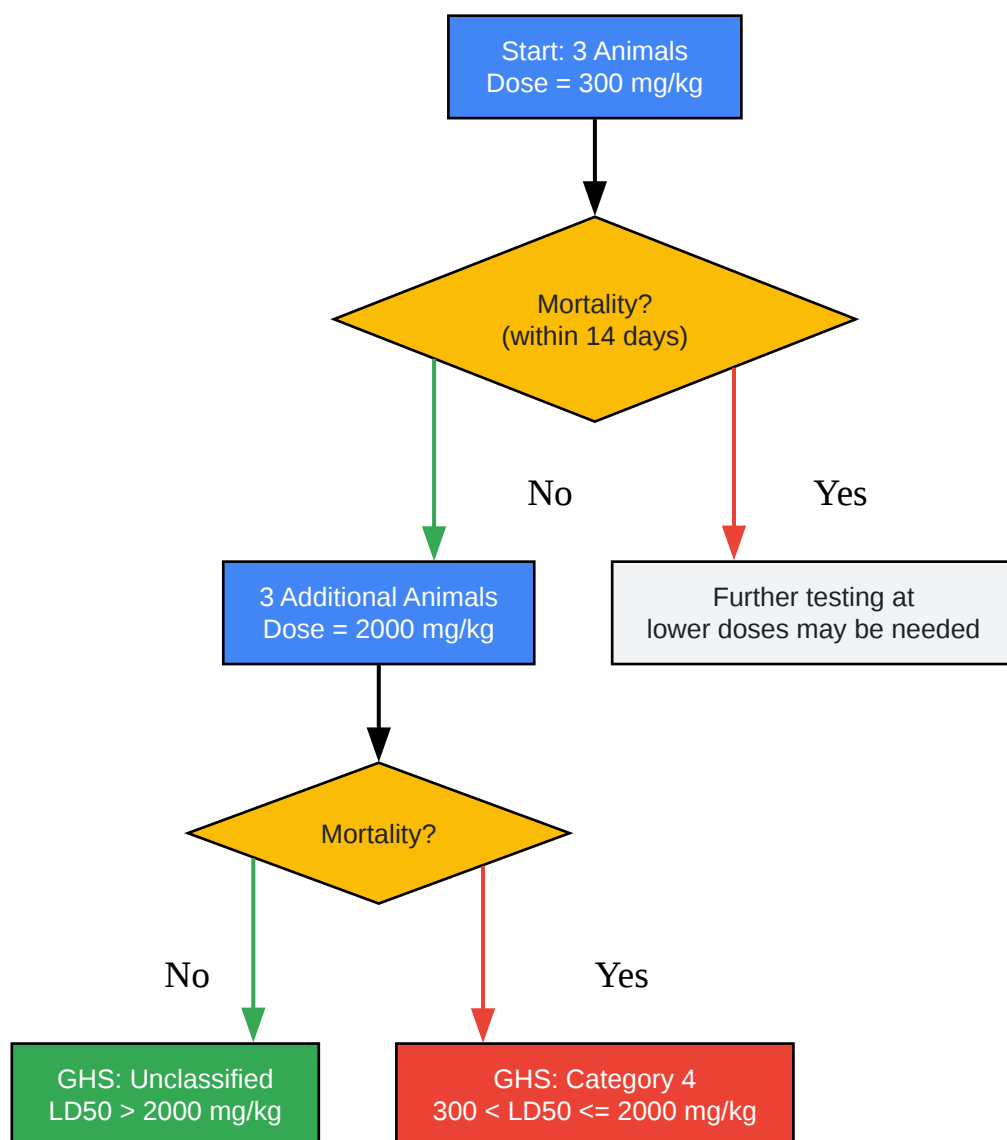 Start: 3 Animals
Dose = 300 mg/kg
Mortality?
(within 14 days)
No
Yes
3 Additional Animals
Dose = 2000 mg/kg
Further testing at
lower doses may be needed
Mortality?
No
Yes
GHS: Unclassified
LD50 > 2000 mg/kg
GHS: Category 4
300 < LD50 <= 2000 mg/kg